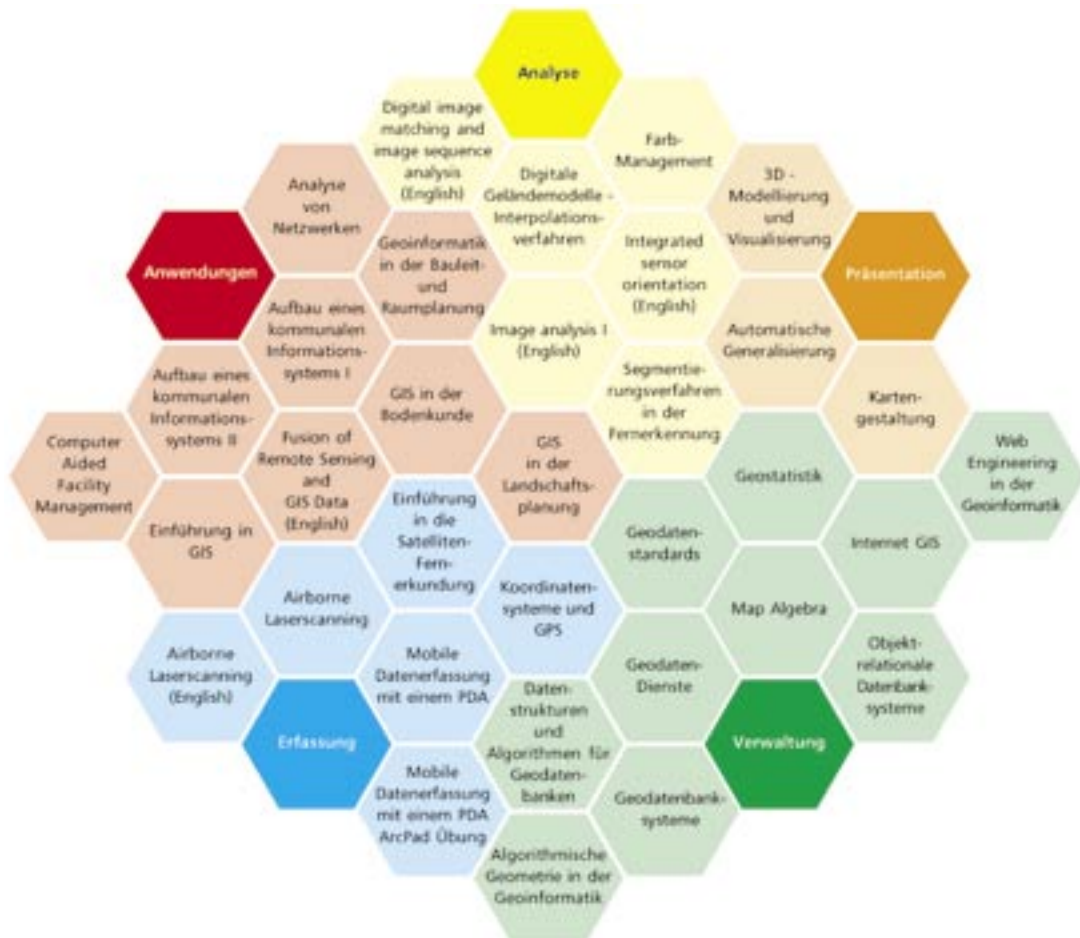 Analyse
Digital image
matching and
image sequence
analysis
(English)
Farb-
Management
Analyse
von
Netzwerken
Digitale
Geländemodelle -
Interpolations-
verfahren
3D -
Modellierung
und
Visualisierung
Anwendungen
Geoinformatik
in der Bauleit-
und
Raumplanung
Integrated
sensor
orientation
(English)
Präsentation
Aufbau eines
kommunalen
Informations-
systems I
Image analysis I
(English)
Automatische
Generalisierung
Aufbau eines
kommunalen
Informations-
systems II
GIS in der
Bodenkunde
Segmentie-
rungsverfahren
in der
Fernerkennung
Karten-
gestaltung
Computer
Aided
Facility
Management
Fusion of
Remote Sensing
and
GIS Data
(English)
GIS
in der
Landschafts-
planung
Geostatistik
Web
Engineering
in der
Geoinformatik
Einführung in
GIS
Einführung
in die
Satelliten-
Fern-
erkundung
Geodaten-
standards
Internet GIS
Airborne
Laserscanning
Koordinaten-
systeme und
GPS
Map Algebra
Airborne
Laserscanning
(English)
Mobile
Datenerfassung
mit einem PDA
Geodaten-
Dienste
Objekt-
relationale
Datenbank-
systeme
Erfassung
Daten-
strukturen
und
Algorithmen für
Geodaten-
banken
Verwaltung
Mobile
Datenerfassung
mit einem PDA
ArcPad Übung
Geodatenbank-
systeme
Algorithmische
Geometrie in der
Geoinformatik